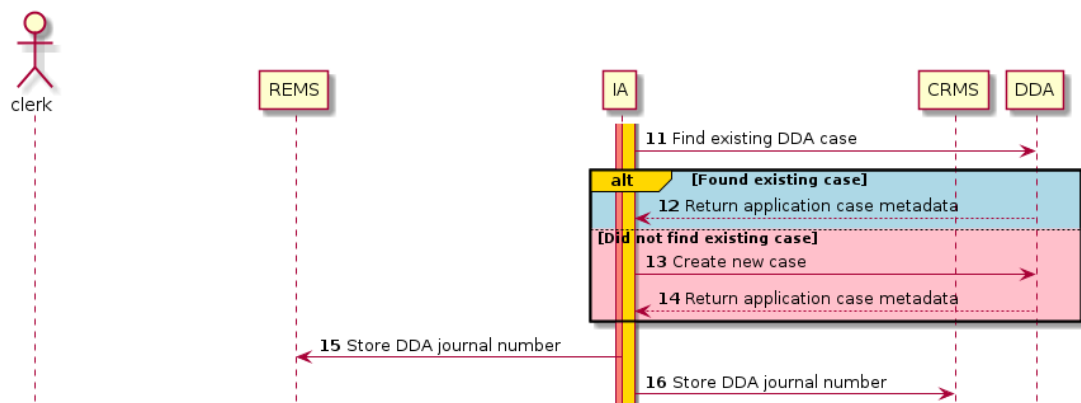 clerk
REMS
IA
CRMS
DDA
11 Find existing DDA case
alt [Found existing case]
12 Return application case metadata
[Did not find existing case]
13 Create new case
14 Return application case metadata
15 Store DDA journal number
16 Store DDA journal number